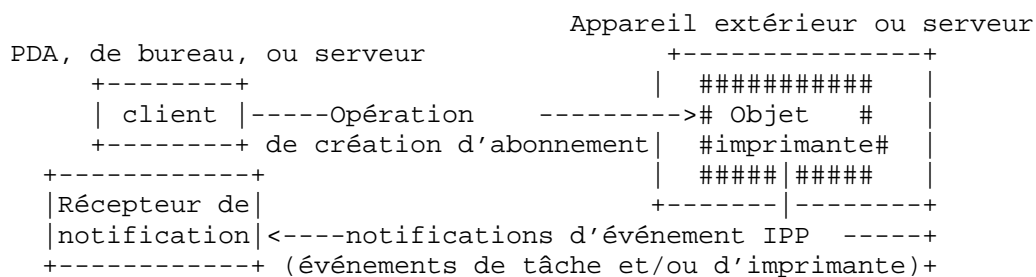 Appareil extérieur ou serveur
PDA, de bureau, ou serveur +---------------+
+--------+ | ########### |
| client |-----Opération --------->#  Objet # |
+--------+ de création d'abonnement| #imprimante# |
+------------+ | #####|##### |
|Récepteur de| +-------|--------+
|notification|<----notifications d'événement IPP -----+
+------------+ (événements de tâche et/ou d'imprimante)+